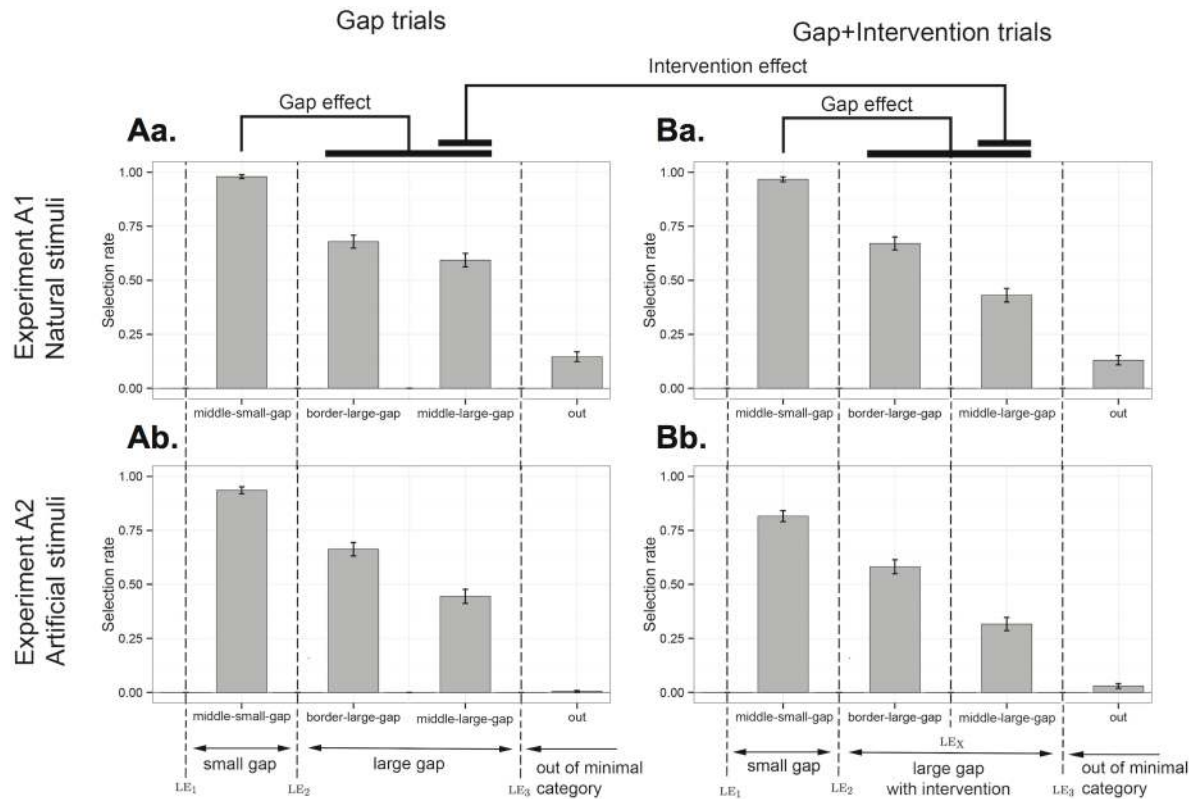 Gap trials
Gap+Intervention trials
Intervention effect
Gap effect
Gap effect
Aa.
Ba.
Experiment A1
Natural stimuli
Selection rate
1.00
0.75
0.50
0.25
0.00
middle-small-gap
border-large-gap
middle-large-gap
out
Selection rate
1.00
0.75
0.50
0.25
0.00
middle-small-gap
border-large-gap
middle-large-gap
out
Ab.
Bb.
Experiment A2
Artificial stimuli
Selection rate
1.00
0.75
0.50
0.25
0.00
middle-small-gap
border-large-gap
middle-large-gap
out
Selection rate
1.00
0.75
0.50
0.25
0.00
middle-small-gap
border-large-gap
middle-large-gap
out
small gap
large gap
out of minimal
category
LE₁
LE₂
LE₃
LEₓ
small gap
large gap
with intervention
out of minimal
category
LE₁
LE₂
LE₃